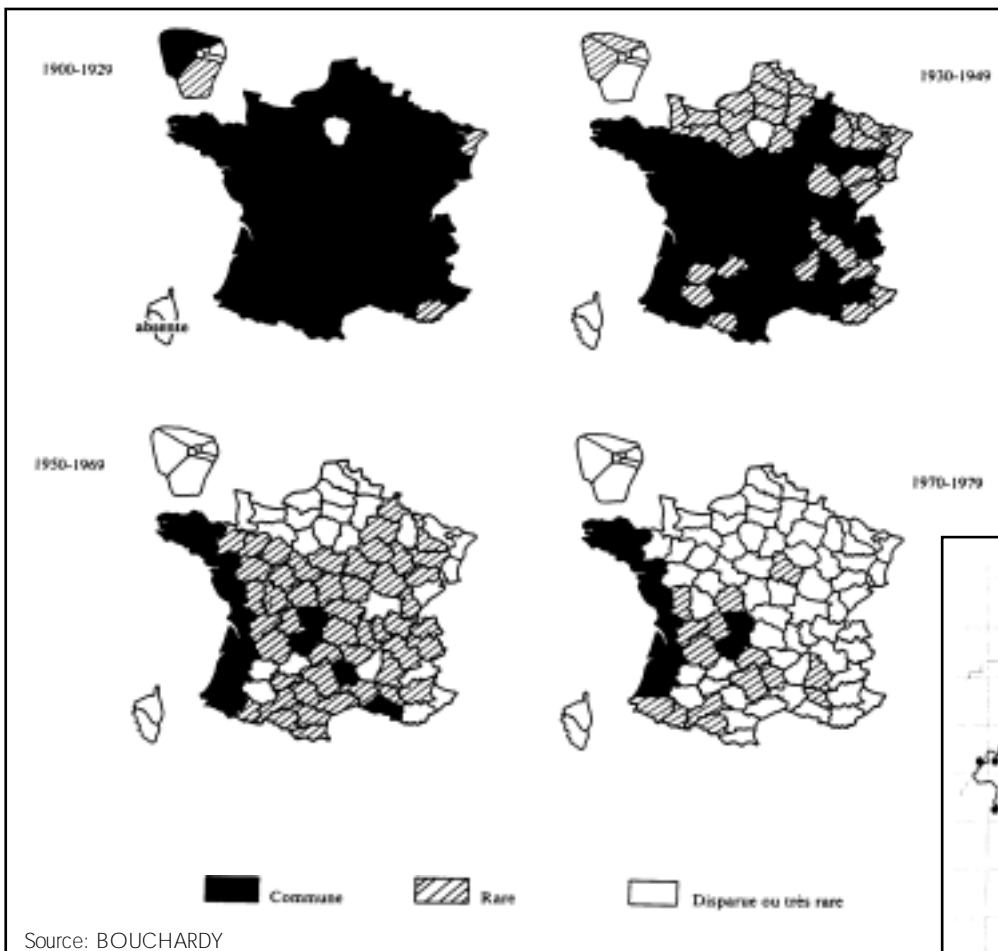 1900-1929
1930-1949
absente
1950-1969
1970-1979
Commune
Rare
Disparue ou très rare
Source: BOUCHARDY